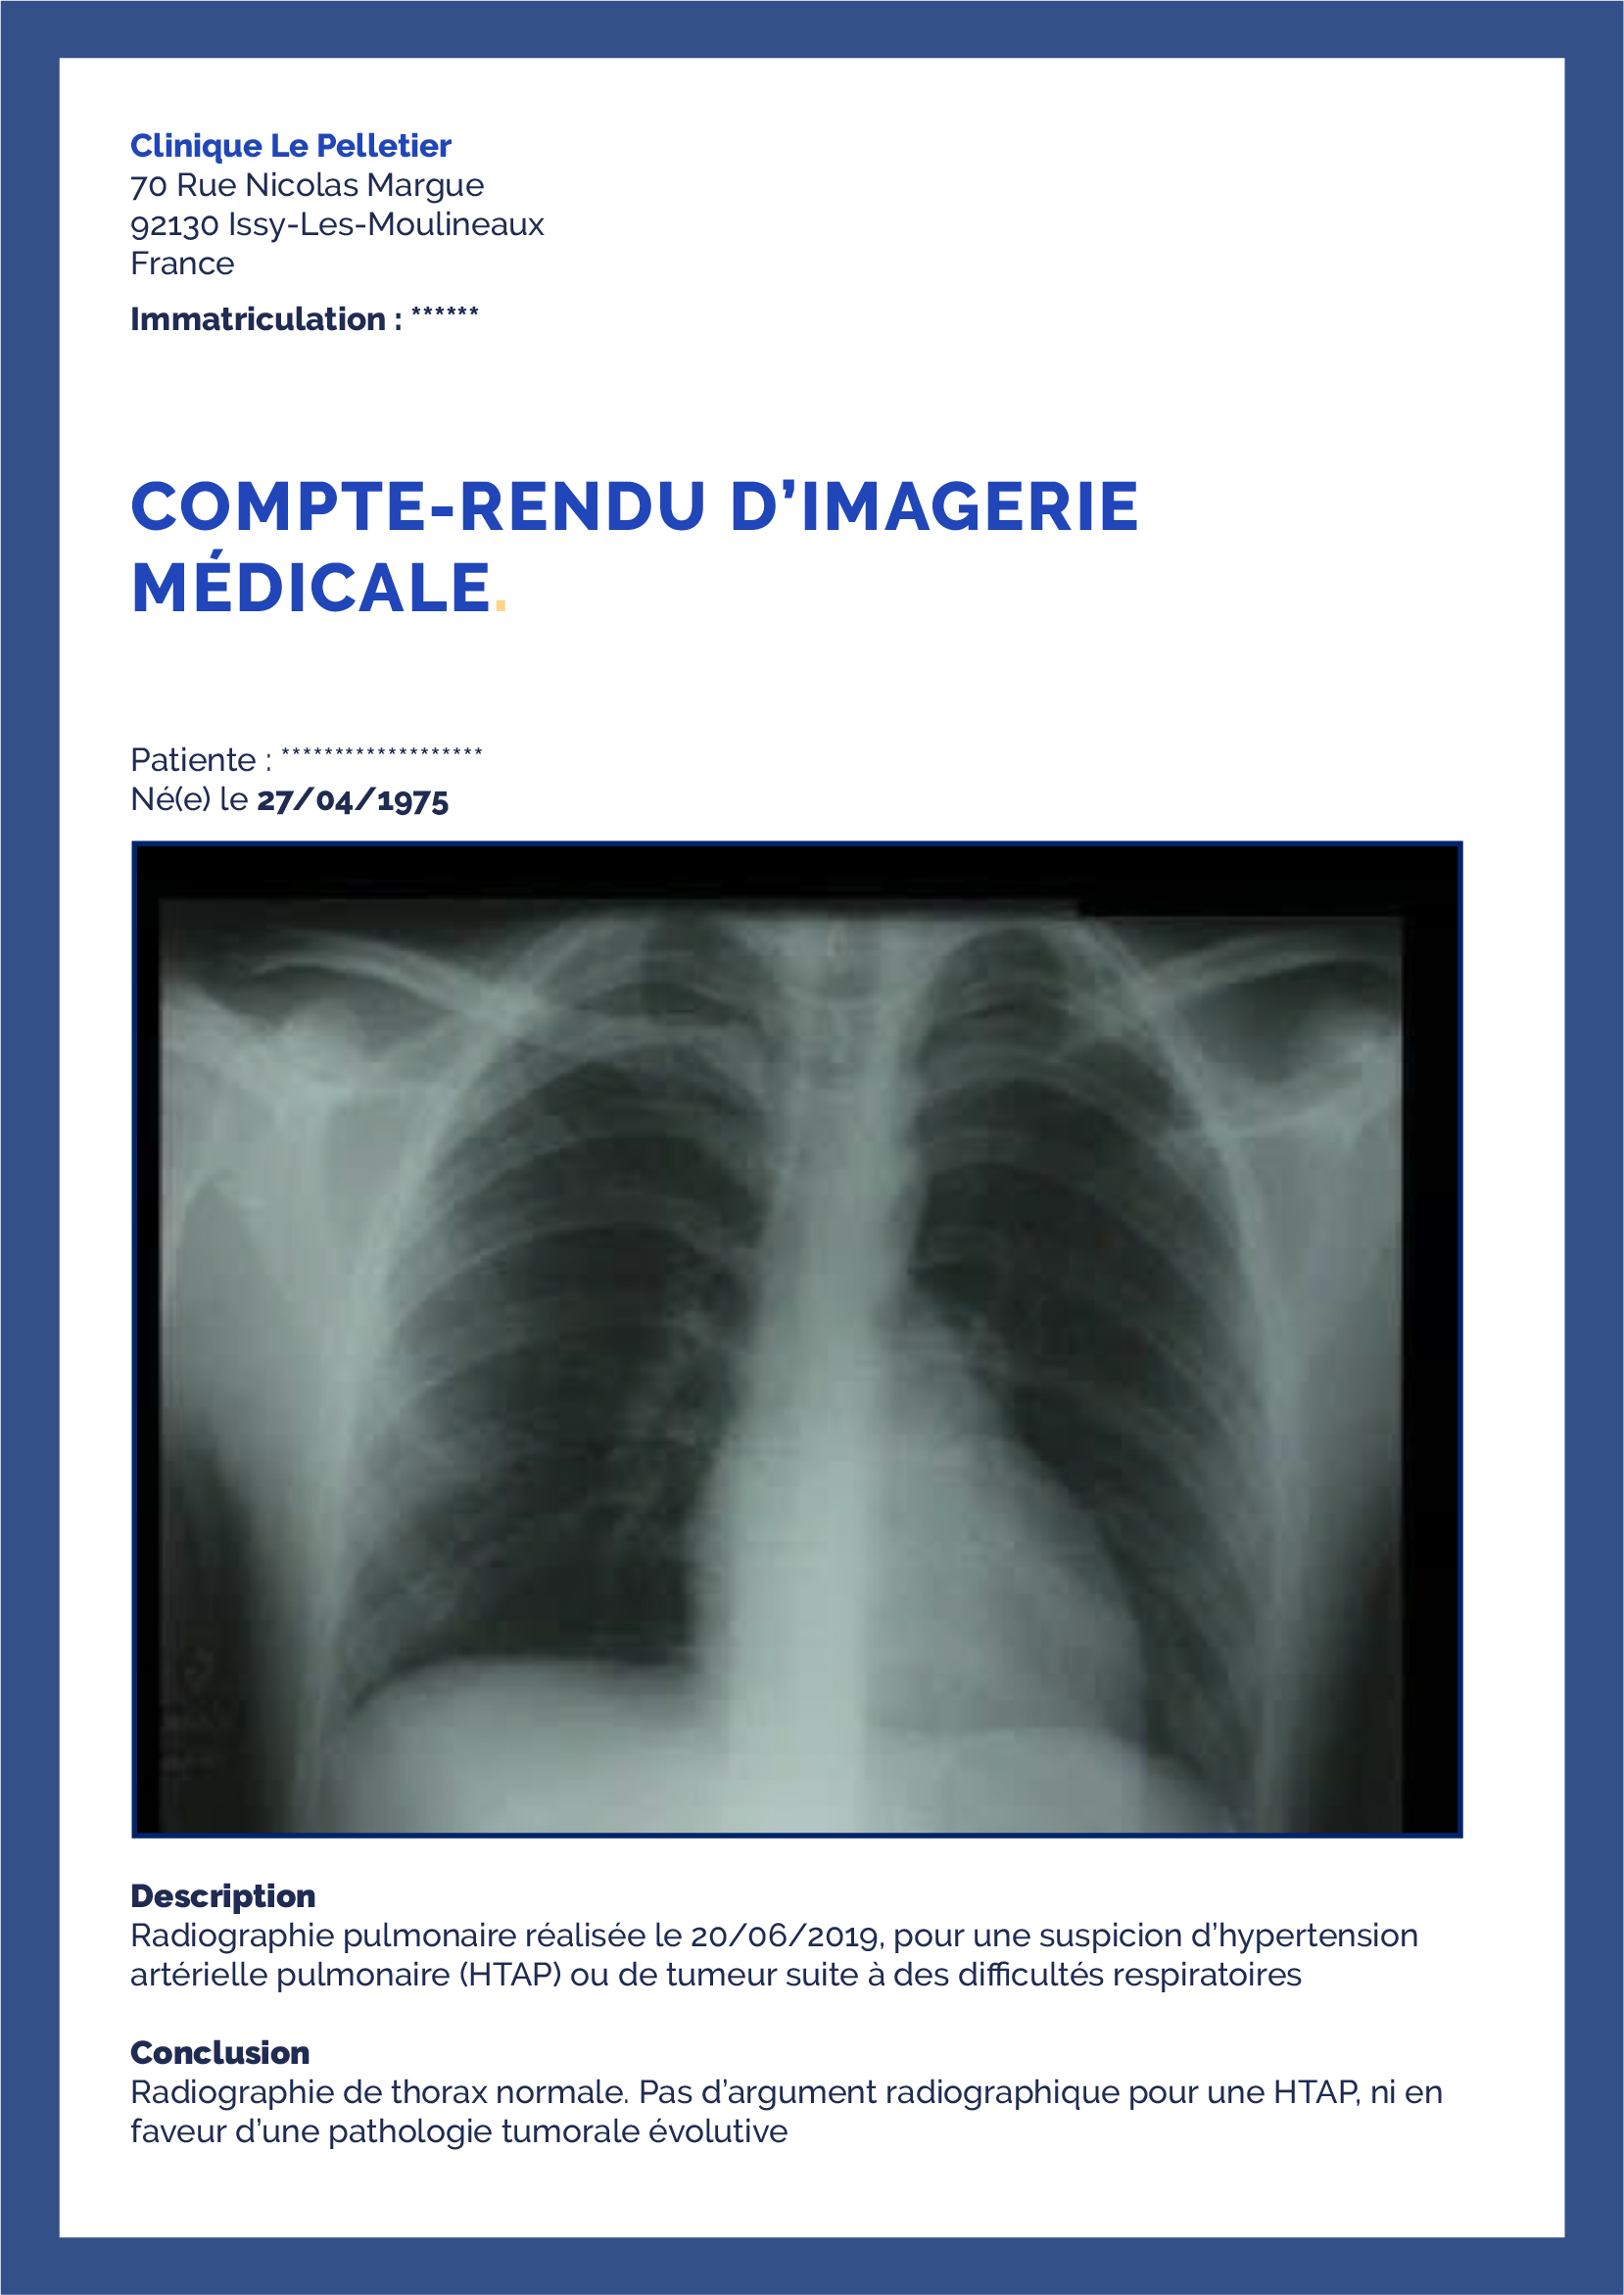 Clinique Le Pelletier
70 Rue Nicolas Margue
92130 Issy-Les-Moulineaux
France
Immatriculation : ******
COMPTE-RENDU D’IMAGERIE
MÉDICALE.
Patiente : *******************
Né(e) le 27/04/1975
Description
Radiographie pulmonaire réalisée le 20/06/2019, pour une suspicion d’hypertension
artérielle pulmonaire (HTAP) ou de tumeur suite à des difficultés respiratoires
Conclusion
Radiographie de thorax normale. Pas d’argument radiographique pour une HTAP, ni en
faveur d’une pathologie tumorale évolutive